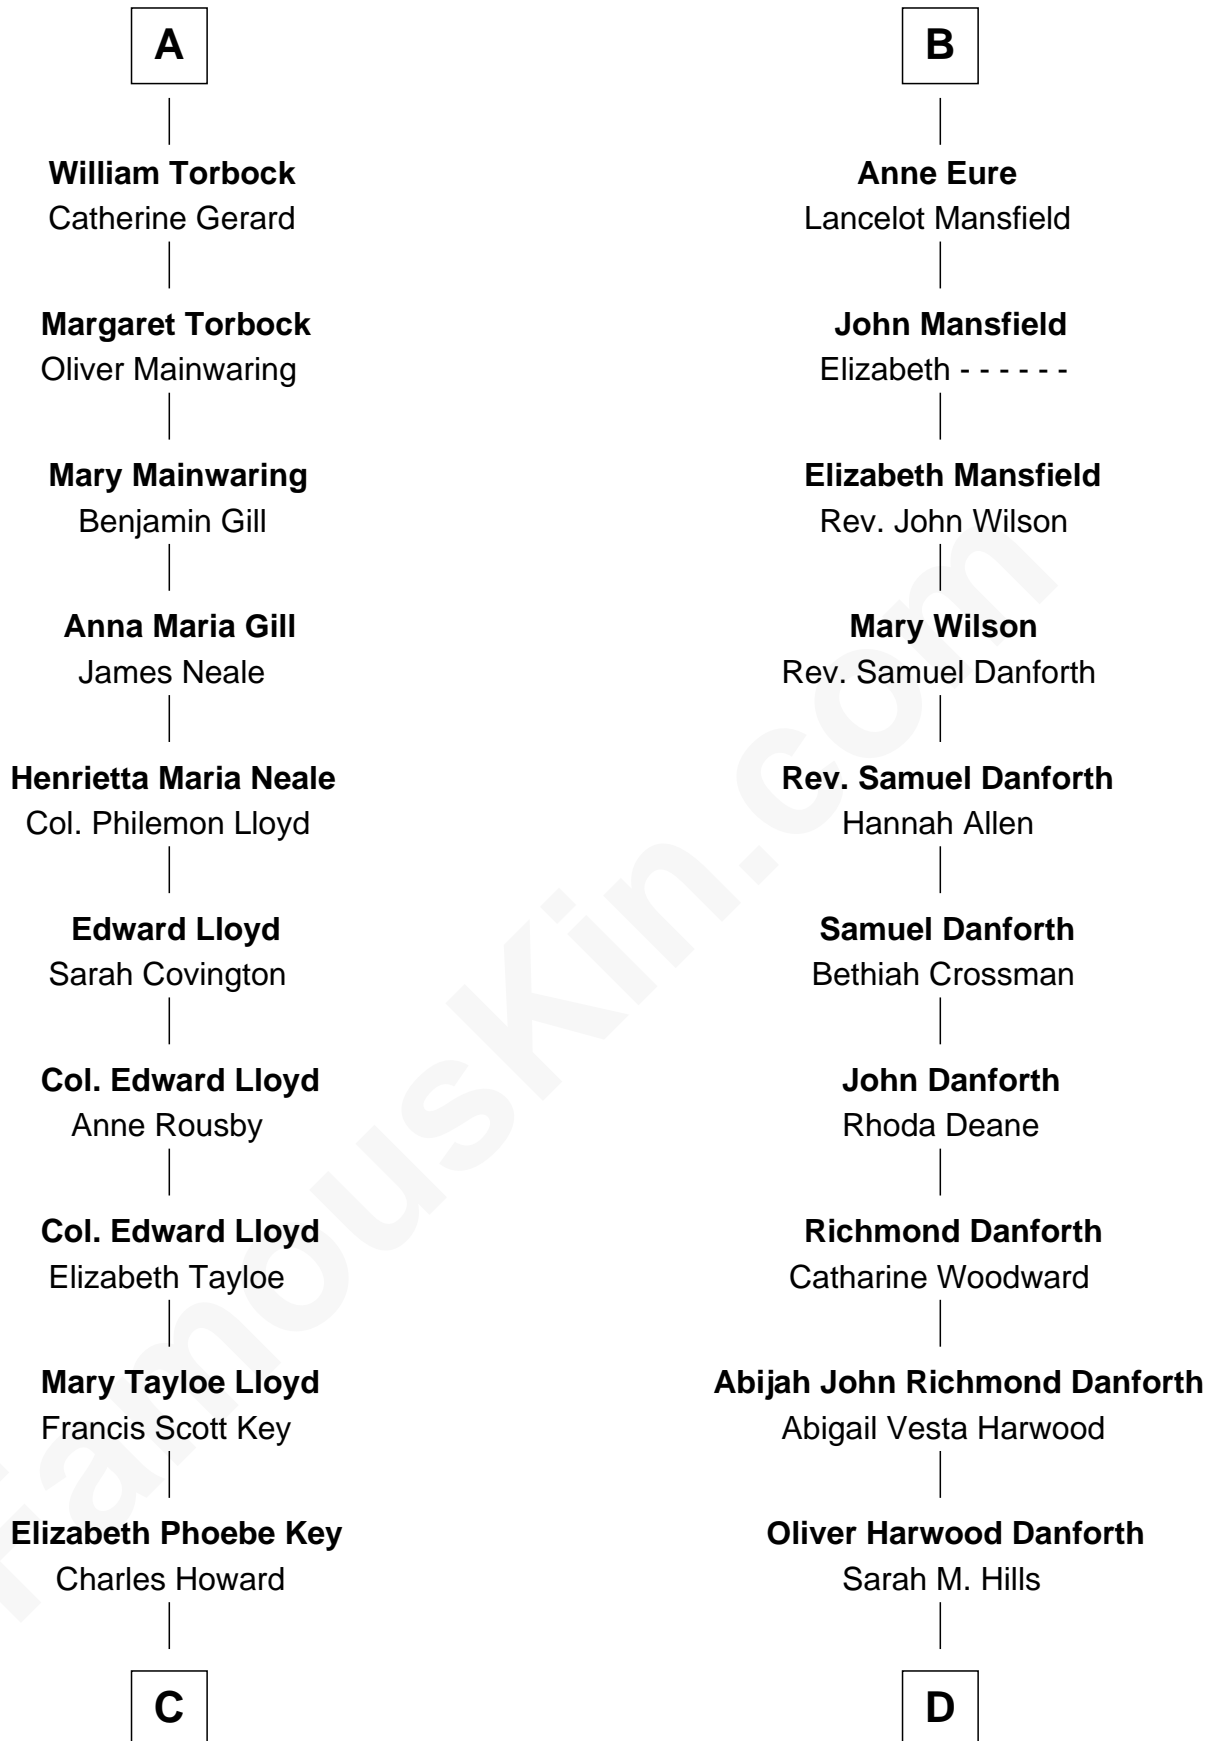 A
William Torbock
Catherine Gerard
Margaret Torbock
Oliver Mainwaring
Mary Mainwaring
Benjamin Gill
Anna Maria Gill
James Neale
Henrietta Maria Neale
Col. Philemon Lloyd
Edward Lloyd
Sarah Covington
Col. Edward Lloyd
Anne Rousby
Col. Edward Lloyd
Elizabeth Tayloe
Mary Tayloe Lloyd
Francis Scott Key
Elizabeth Phoebe Key
Charles Howard
C
B
Anne Eure
Lancelot Mansfield
John Mansfield
Elizabeth - - - - - -
Elizabeth Mansfield
Rev. John Wilson
Mary Wilson
Rev. Samuel Danforth
Rev. Samuel Danforth
Hannah Allen
Samuel Danforth
Bethiah Crossman
John Danforth
Rhoda Deane
Richmond Danforth
Catharine Woodward
Abijah John Richmond Danforth
Abigail Vesta Harwood
Oliver Harwood Danforth
Sarah M. Hills
D
FamousKin.com